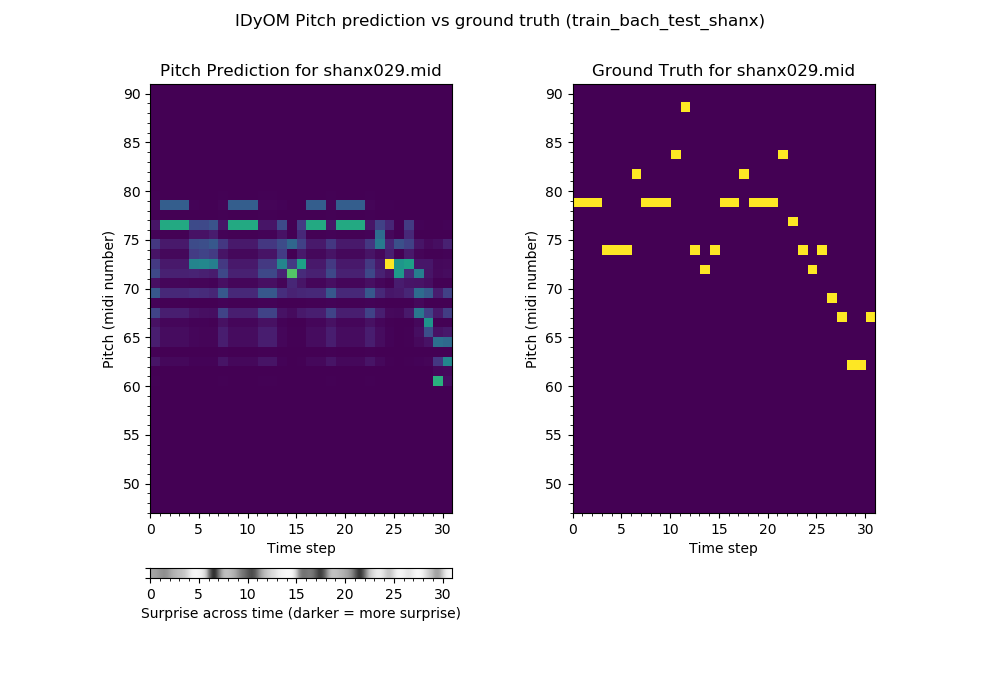 IDyOM Pitch prediction vs ground truth (train_bach_test_shanx)
Pitch Prediction for shanx029.mid
Pitch (midi number)
90
85
80
75
70
65
60
55
50
0 5 10 15 20 25 30
Time step
Ground Truth for shanx029.mid
Pitch (midi number)
90
85
80
75
70
65
60
55
50
0 5 10 15 20 25 30
Time step
0 5 10 15 20 25 30
Surprise across time (darker = more surprise)